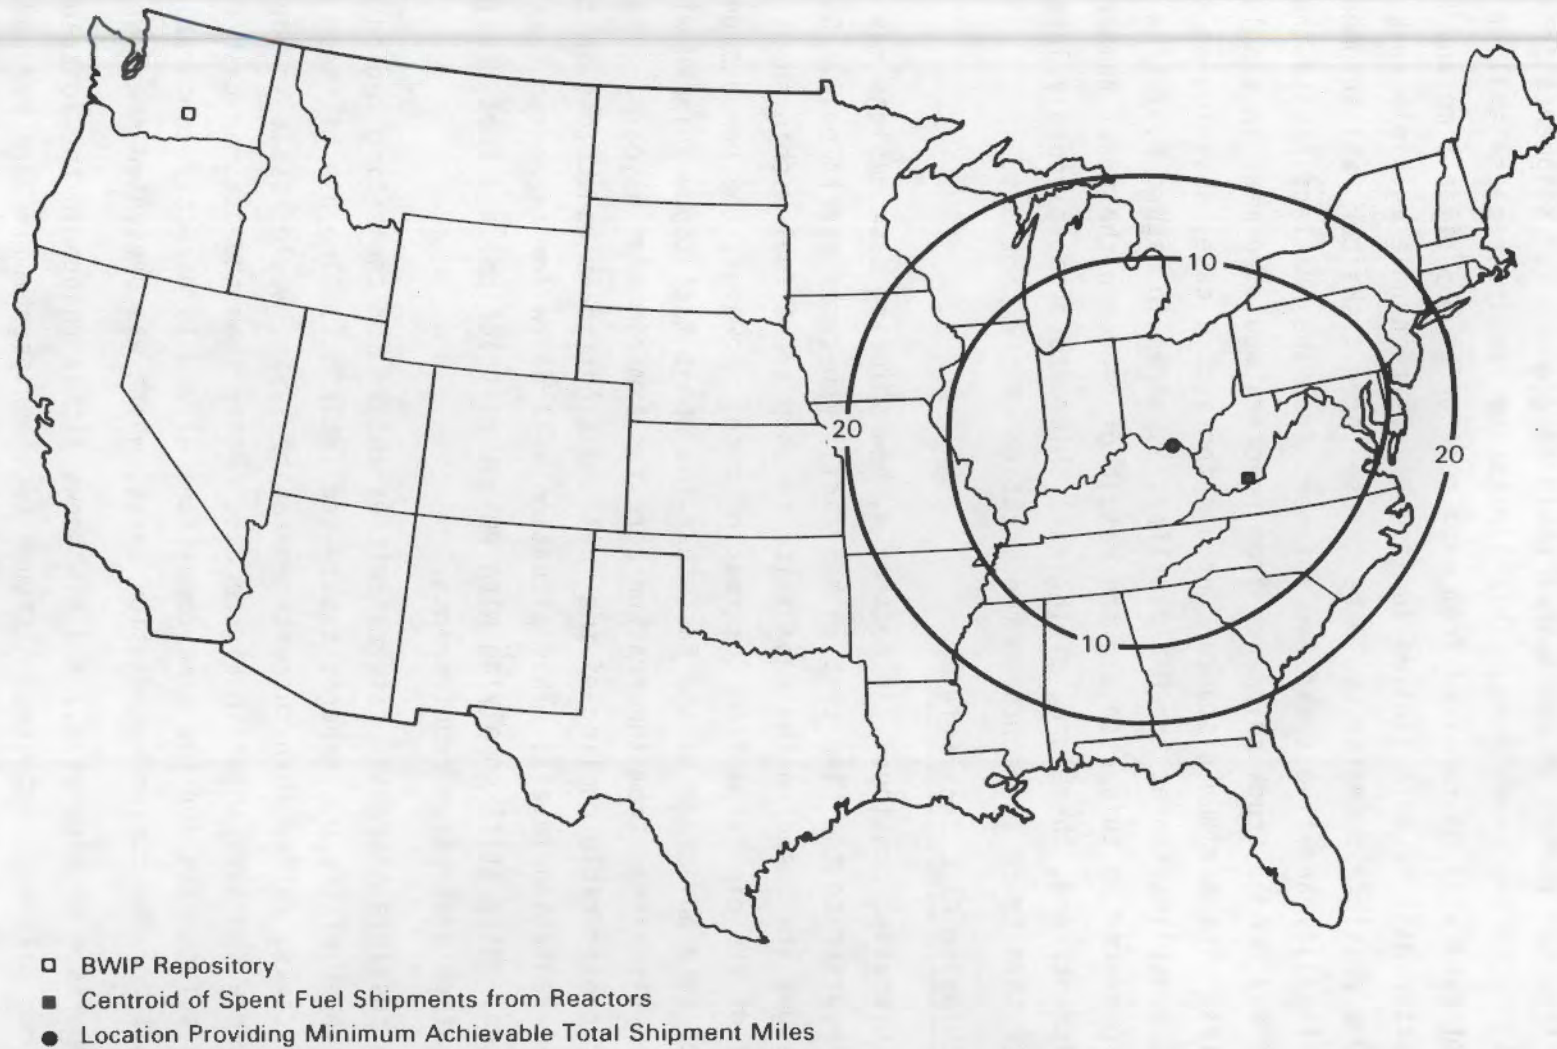 10
20
20
10
□ BWIP Repository
■ Centroid of Spent Fuel Shipments from Reactors
● Location Providing Minimum Achievable Total Shipment Miles